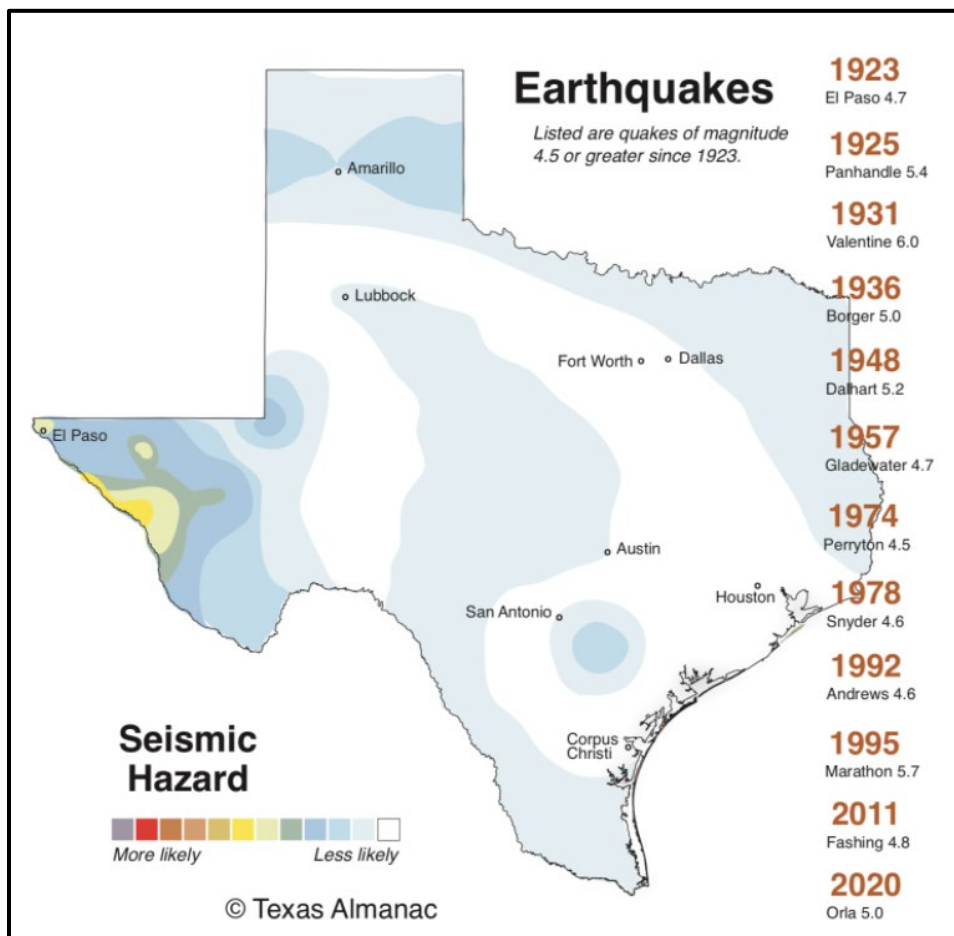 Earthquakes
Listed are quakes of magnitude
4.5 or greater since 1923.
1923
El Paso 4.7
1925
Panhandle 5.4
1931
Valentine 6.0
1936
Borger 5.0
1948
Dalhart 5.2
1957
Gladewater 4.7
1974
Perryton 4.5
1978
Snyder 4.6
1992
Andrews 4.6
1995
Marathon 5.7
2011
Fashing 4.8
2020
Orla 5.0
Amarillo
Lubbock
Fort Worth
Dallas
El Paso
Austin
Houston
San Antonio
Corpus
Christi
Seismic
Hazard
More likely
Less likely
© Texas Almanac